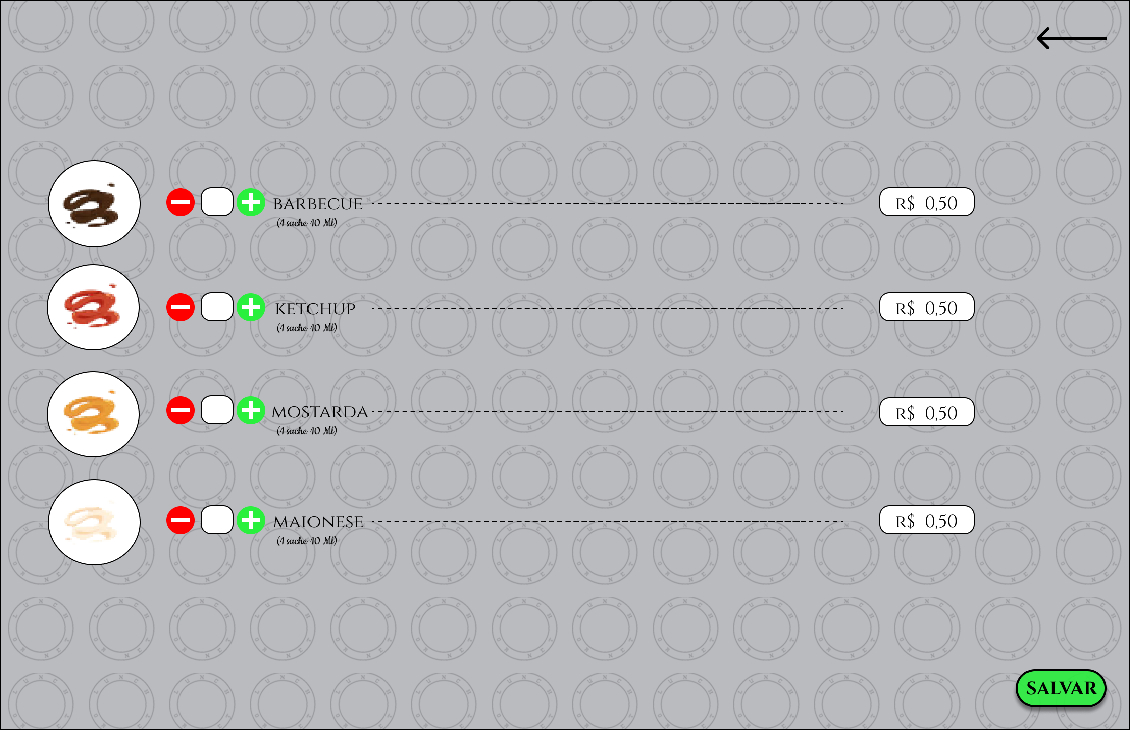 BARBECUE
R$ 0,50
(1 sache 10 Ml)
KETCHUP
R$ 0,50
(1 sache 10 Ml)
MOSTARDA
R$ 0,50
(1 sache 10 Ml)
MAIONESE
R$ 0,50
(1 sache 10 Ml)
SALVAR